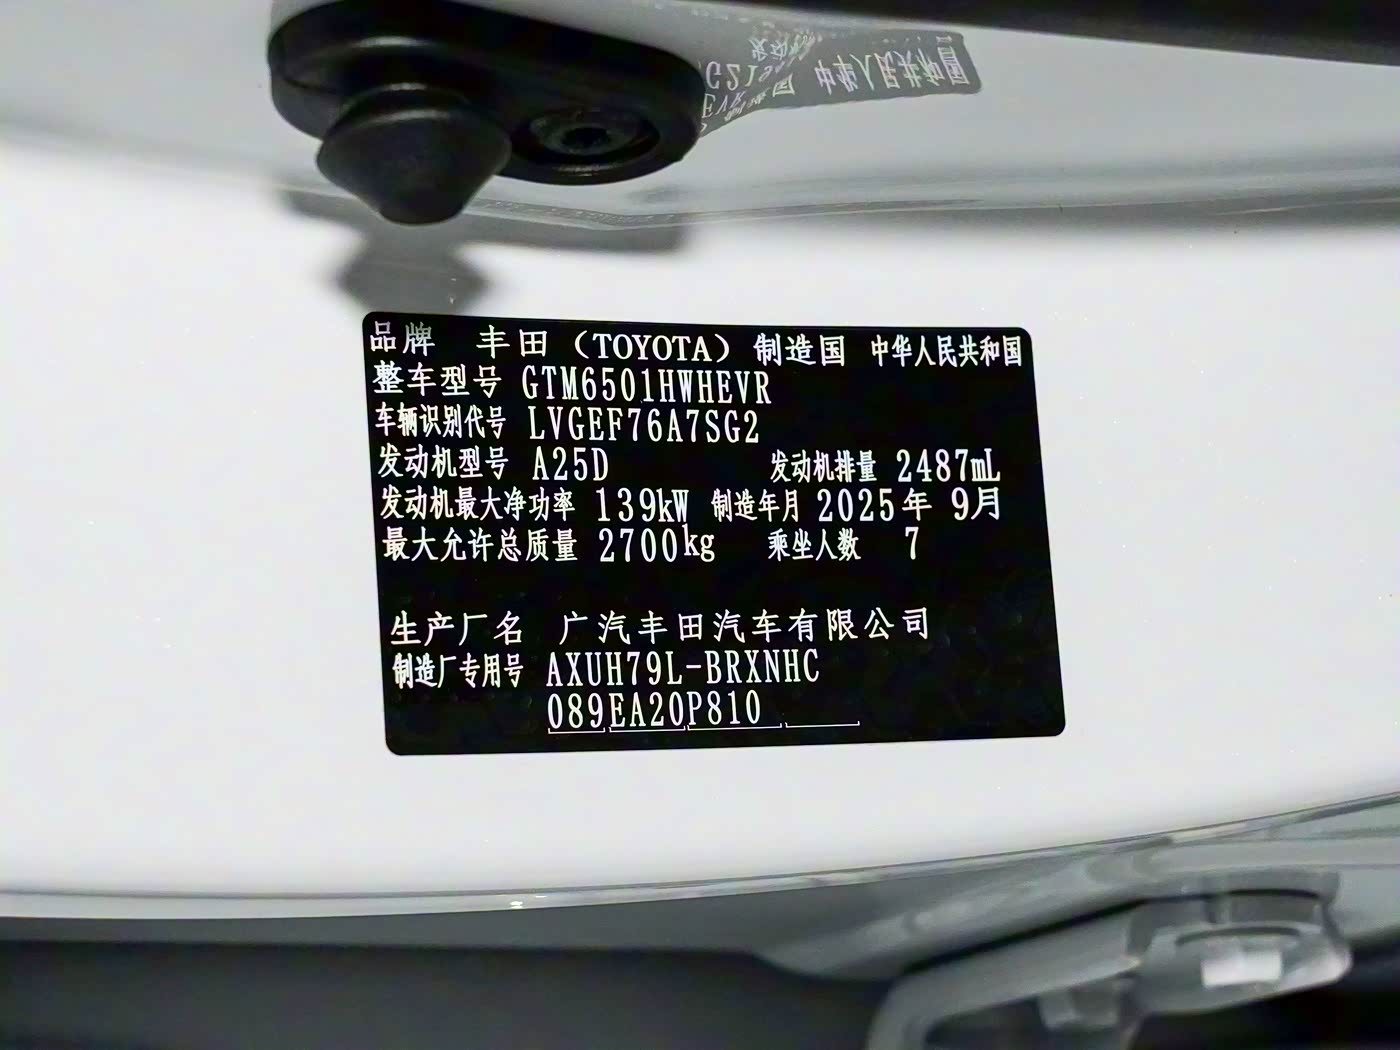 品牌 丰田（TOYOTA）制造国 中华人民共和国
整车型号 GTM6501HWHEVR
车辆识别代号 LVGEF76A7SG2
发动机型号 A25D 发动机排量 2487mL
发动机最大净功率 139kW 制造年月 2025年 9月
最大允许总质量 2700kg 乘坐人数 7
生产厂名 广汽丰田汽车有限公司
制造厂专用号 AXUH79L-BRXNHC
089EA20P810